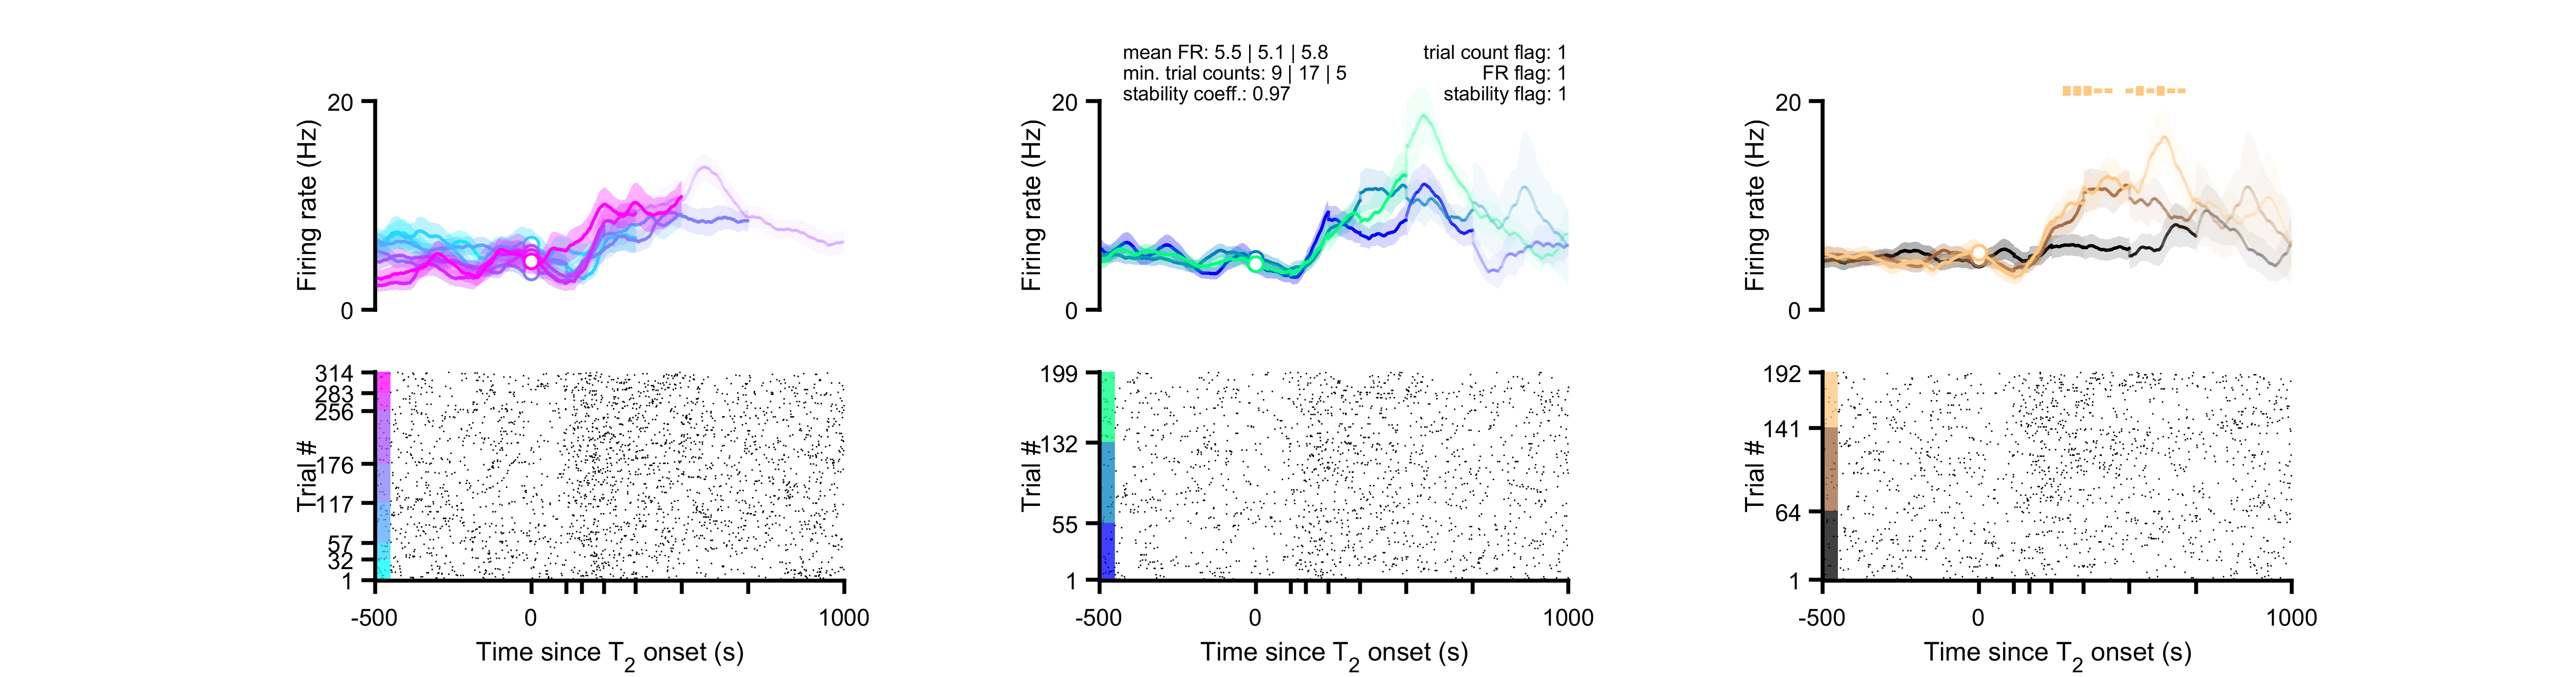 mean FR: 5.5 | 5.1 | 5.8
min. trial counts: 9 | 17 | 5
stability coeff.: 0.97
trial count flag: 1
FR flag: 1
stability flag: 1
20
0
Firing rate (Hz)
20
0
Firing rate (Hz)
20
0
Firing rate (Hz)
314
283
256
176
117
57
32
1
Trial #
-500
0
1000
Time since T2 onset (s)
199
132
55
1
Trial #
-500
0
1000
Time since T2 onset (s)
192
141
64
1
Trial #
-500
0
1000
Time since T2 onset (s)